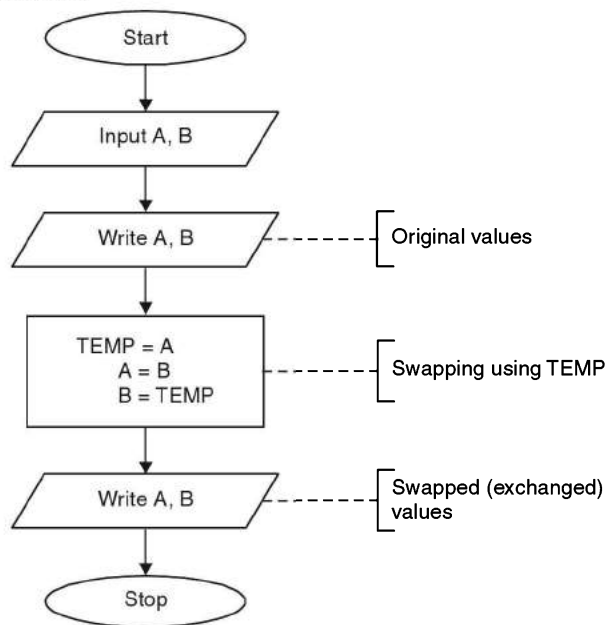 Start
Input A, B
Write A, B
Original values
TEMP = A
A = B
B = TEMP
Swapping using TEMP
Write A, B
Swapped (exchanged)
values
Stop